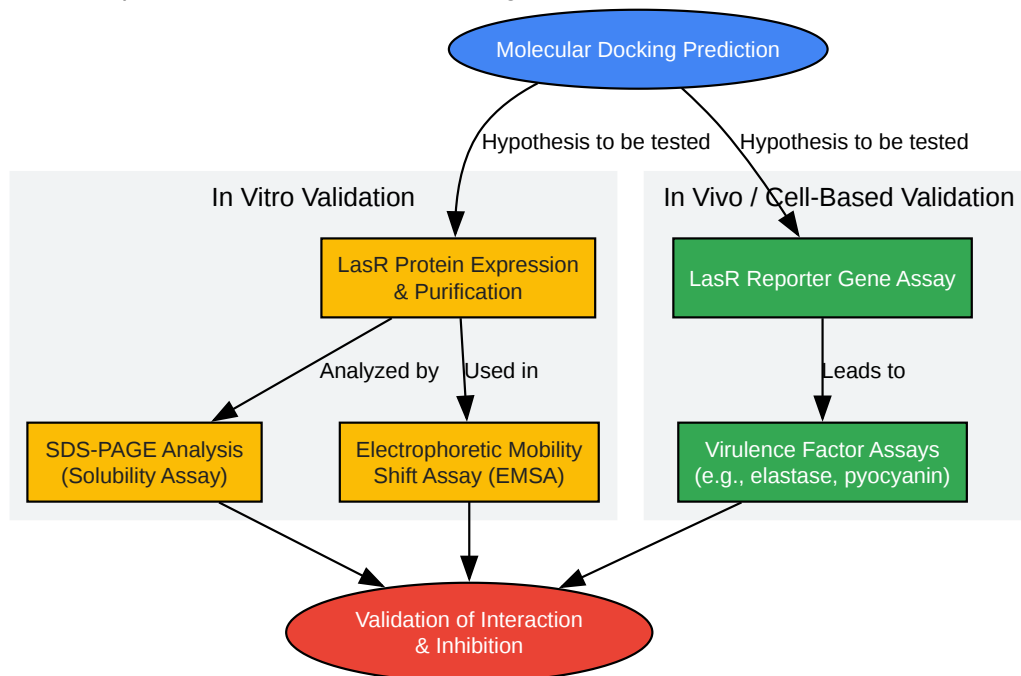 Molecular Docking Prediction
Hypothesis to be tested
Hypothesis to be tested
In Vitro Validation
In Vivo / Cell-Based Validation
LasR Protein Expression
& Purification
LasR Reporter Gene Assay
Analyzed by
Used in
Leads to
SDS-PAGE Analysis
(Solubility Assay)
Electrophoretic Mobility
Shift Assay (EMSA)
Virulence Factor Assays
(e.g., elastase, pyocyanin)
Validation of Interaction
& Inhibition